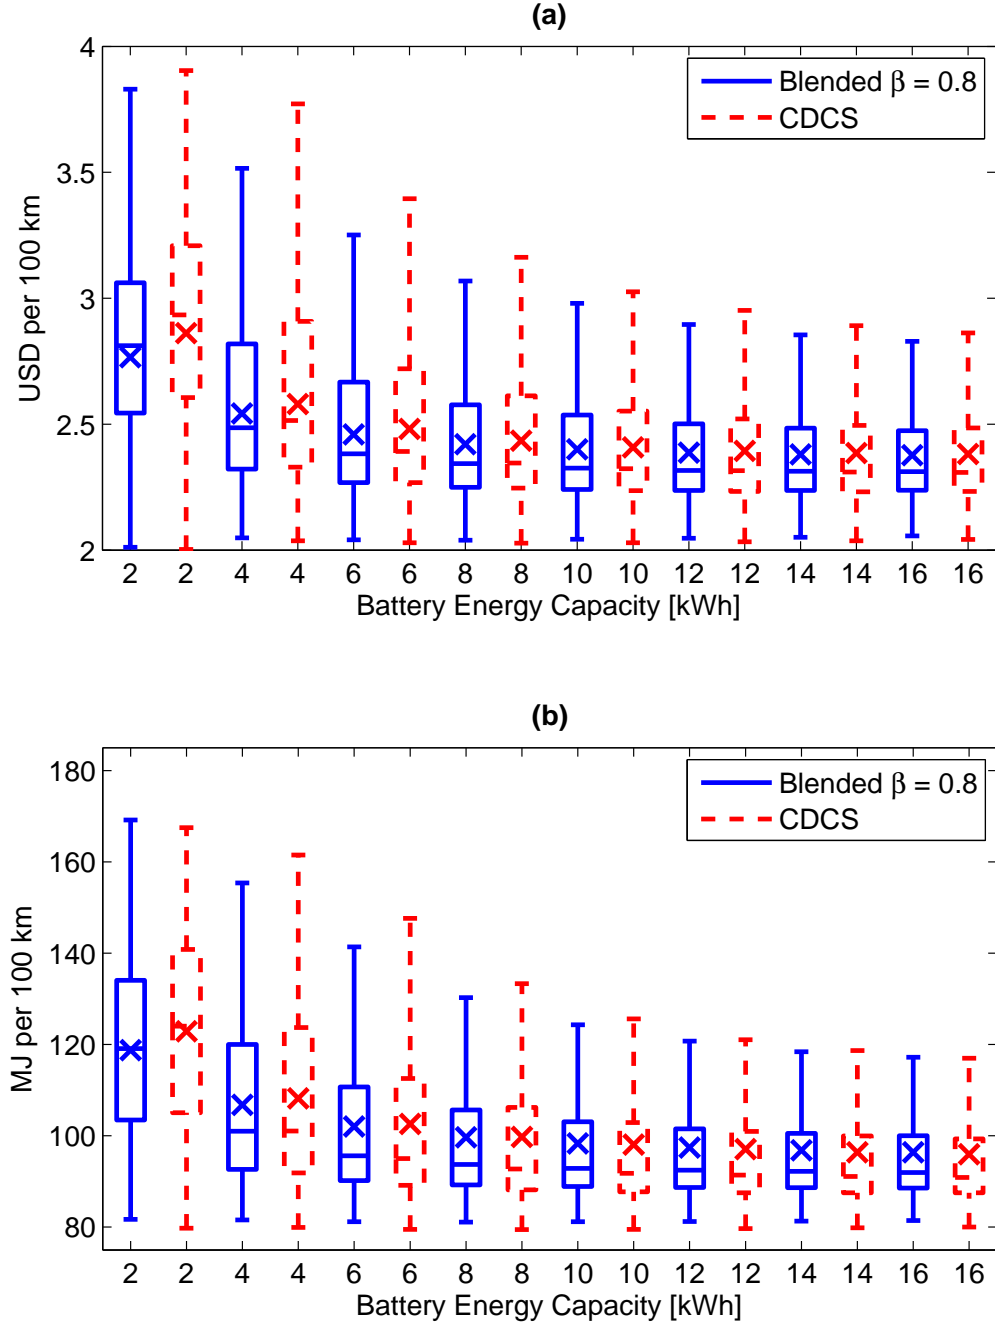 (a)
4
3.5
3
2.5
2
USD per 100 km
Blended β = 0.8
CDCS
2 2 4 4 6 6 8 8 10 10 12 12 14 14 16 16
Battery Energy Capacity [kWh]
(b)
180
160
140
120
100
80
MJ per 100 km
Blended β = 0.8
CDCS
2 2 4 4 6 6 8 8 10 10 12 12 14 14 16 16
Battery Energy Capacity [kWh]